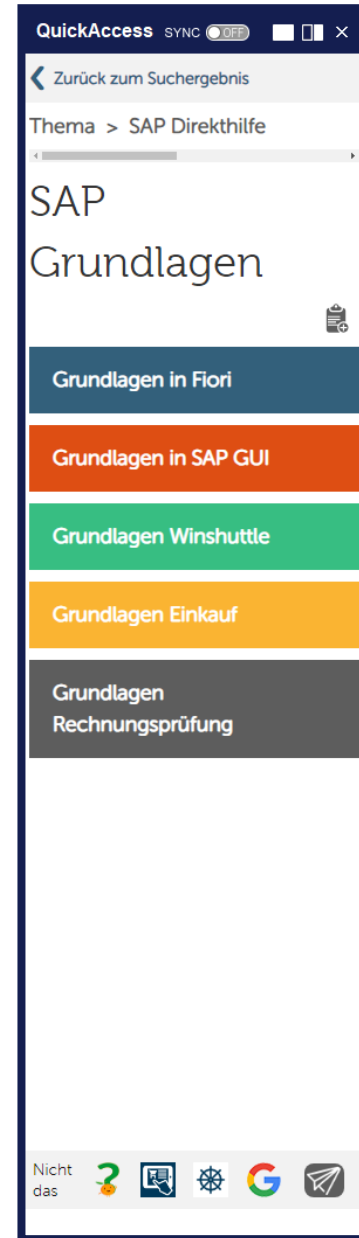 QuickAccess SYNC OFF
Zurück zum Suchergebnis
Thema > SAP Direkthilfe
SAP
Grundlagen
Grundlagen in Fiori
Grundlagen in SAP GUI
Grundlagen Winshuttle
Grundlagen Einkauf
Grundlagen
Rechnungsprüfung
Nicht
das